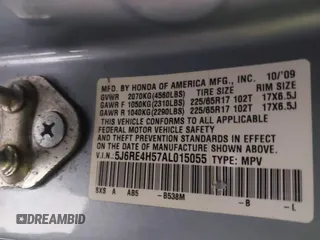 MFD. BY HONDA OF AMERICA MFG., INC. 10/'09
GVWR 2070KG(4560LBS) TIRE SIZE RIM SIZE
GAWR F 1050KG(2310LBS) 225/65R17 102T 17X6.5J
GAWR R 1040KG(2290LBS) 225/65R17 102T 17X6.5J
THIS VEHICLE CONFORMS TO ALL APPLICABLE
FEDERAL MOTOR VEHICLE SAFETY AND THEFT
PREVENTION STANDARDS IN EFFECT ON THE
DATE OF MANUFACTURE SHOWN ABOVE.
V.I.N. 5J6RE4H57AL015055 TYPE: MPV
SXS A AB5 -B538M -B -L
DREAMBID